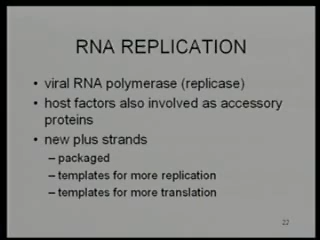 RNA REPLICATION
• viral RNA polymerase (replicase)
• host factors also involved as accessory
proteins
• new plus strands
– packaged
– templates for more replication
– templates for more translation
22